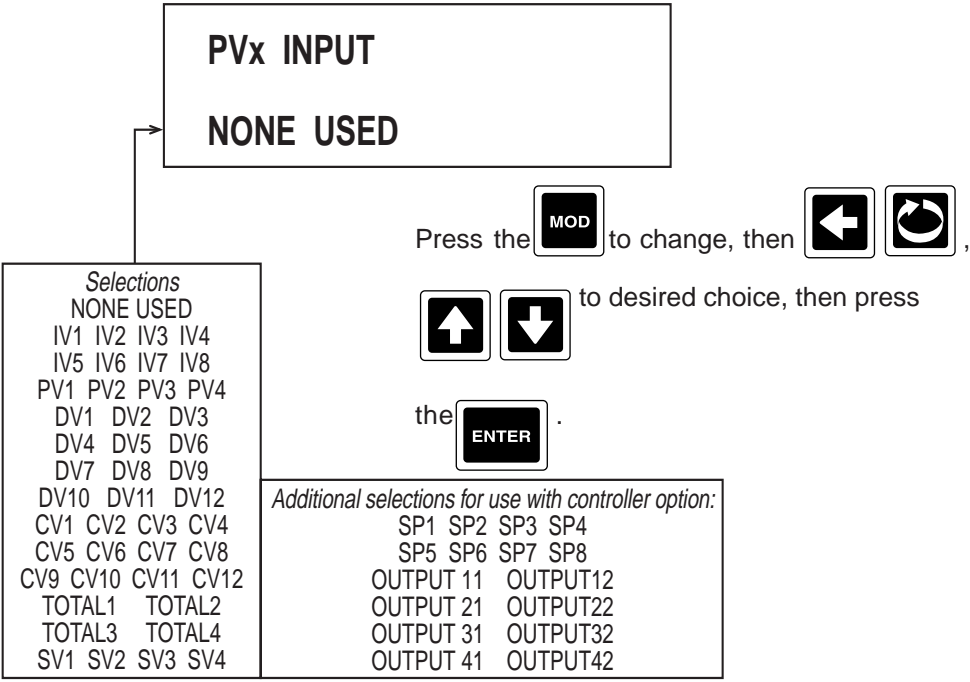 PVx INPUT
NONE USED
Press the MOD to change, then ,
to desired choice, then press
the ENTER .
Selections
NONE USED
IV1 IV2 IV3 IV4
IV5 IV6 IV7 IV8
PV1 PV2 PV3 PV4
DV1 DV2 DV3
DV4 DV5 DV6
DV7 DV8 DV9
DV10 DV11 DV12
CV1 CV2 CV3 CV4
CV5 CV6 CV7 CV8
CV9 CV10 CV11 CV12
TOTAL1 TOTAL2
TOTAL3 TOTAL4
SV1 SV2 SV3 SV4
Additional selections for use with controller option:
SP1 SP2 SP3 SP4
SP5 SP6 SP7 SP8
OUTPUT 11 OUTPUT12
OUTPUT 21 OUTPUT22
OUTPUT 31 OUTPUT32
OUTPUT 41 OUTPUT42